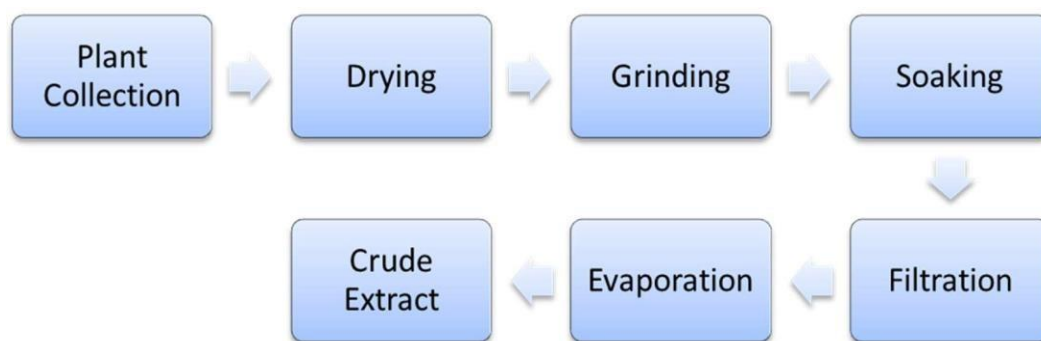 Plant
Collection
Drying
Grinding
Soaking
Filtration
Evaporation
Crude
Extract